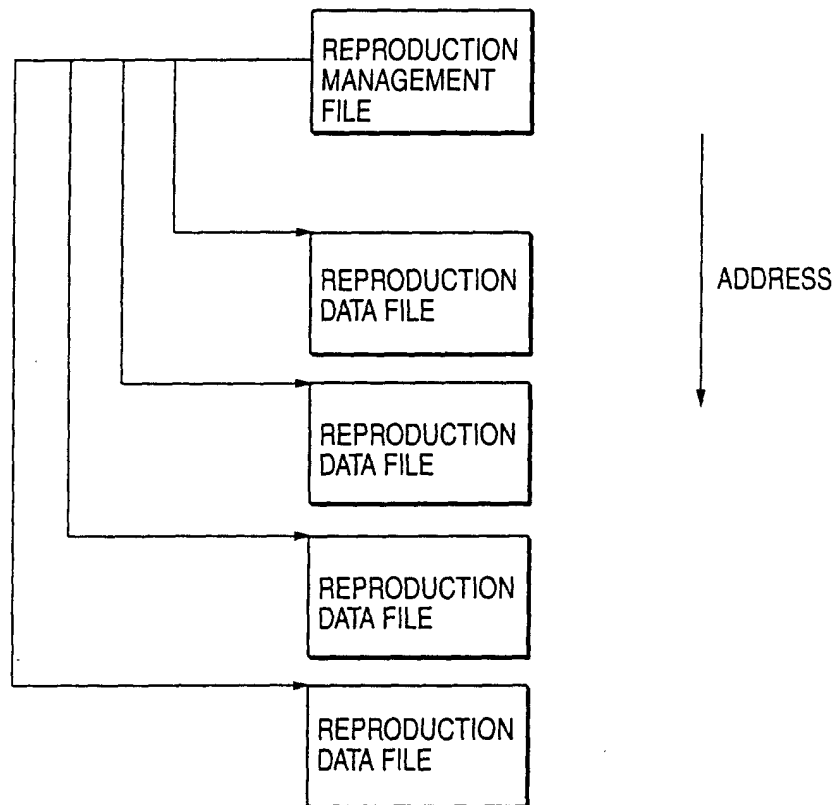 REPRODUCTION
MANAGEMENT
FILE
REPRODUCTION
DATA FILE
ADDRESS
REPRODUCTION
DATA FILE
REPRODUCTION
DATA FILE
REPRODUCTION
DATA FILE